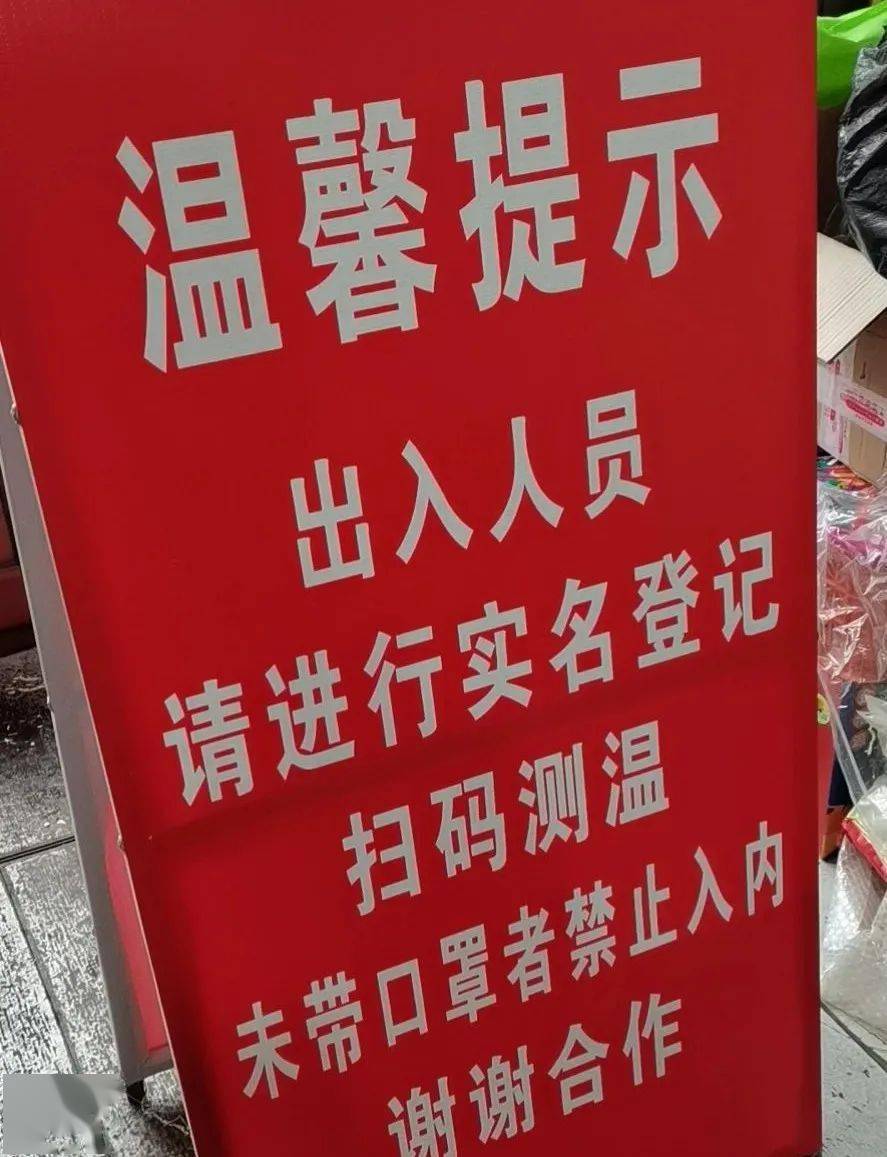 温馨提示
出入人员
请进行实名登记
扫码测温
未带口罩者禁止入内
谢谢合作